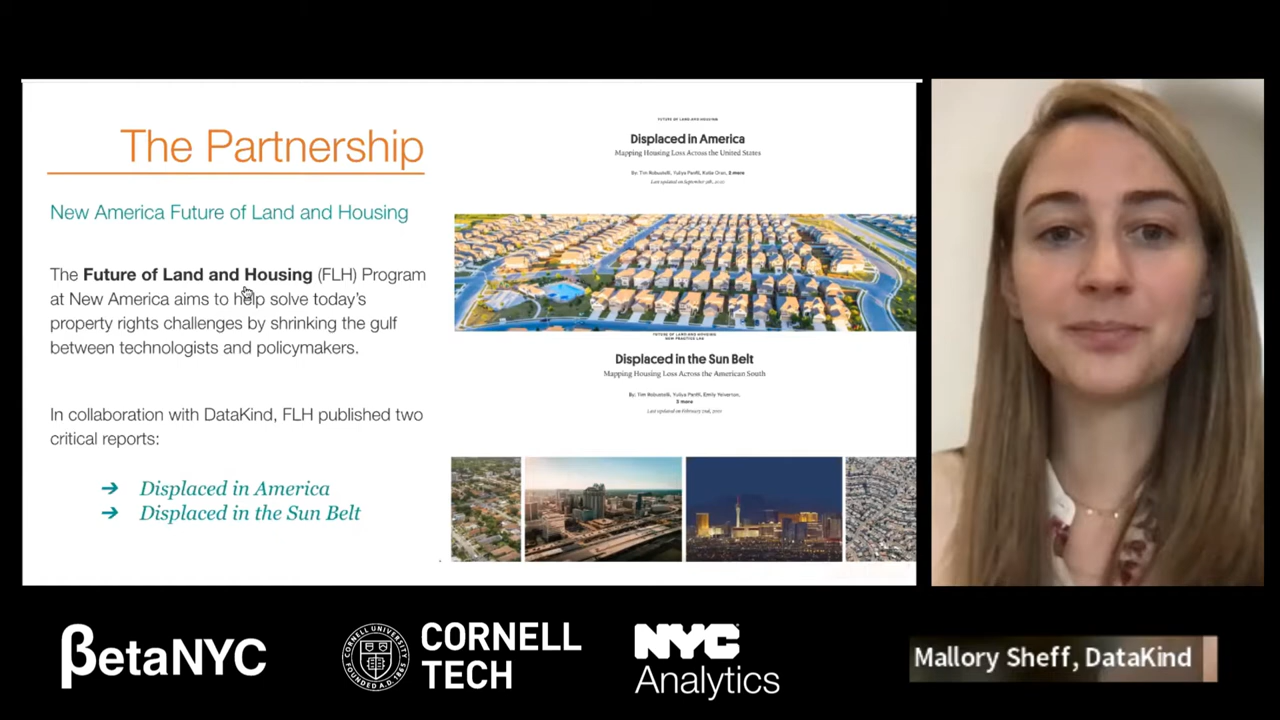 The Partnership
New America Future of Land and Housing
The Future of Land and Housing (FLH) Program
at New America aims to help solve today's
property rights challenges by shrinking the gulf
between technologists and policymakers.
In collaboration with DataKind, FLH published two
critical reports:
➔ Displaced in America
➔ Displaced in the Sun Belt
FUTURE OF LAND AND HOUSING
Displaced in America
Mapping Housing Loss Across the United States
By: Tim Robustelli, Yuliya Panfil, Katie Oran, 3 more
Last updated on September 9th, 2020
FUTURE OF LAND AND HOUSING
NEW PRACTICE LAB
Displaced in the Sun Belt
Mapping Housing Loss Across the American South
By: Tim Robustelli, Yuliya Panfil, Emily Yelverton,
3 more
Last updated on February 2nd,
βetaNYC
CORNELL
TECH
CORNELL UNIVERSITY
FOUNDED A.D. 1865
NYC
Analytics
Mallory Sheff, DataKind